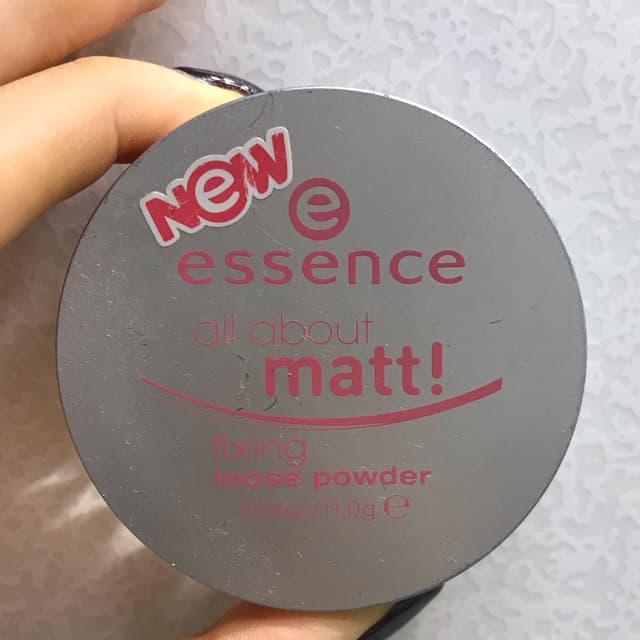 NeW
e
essence
all about
matt!
fixing
loose powder
/11.0g ℮